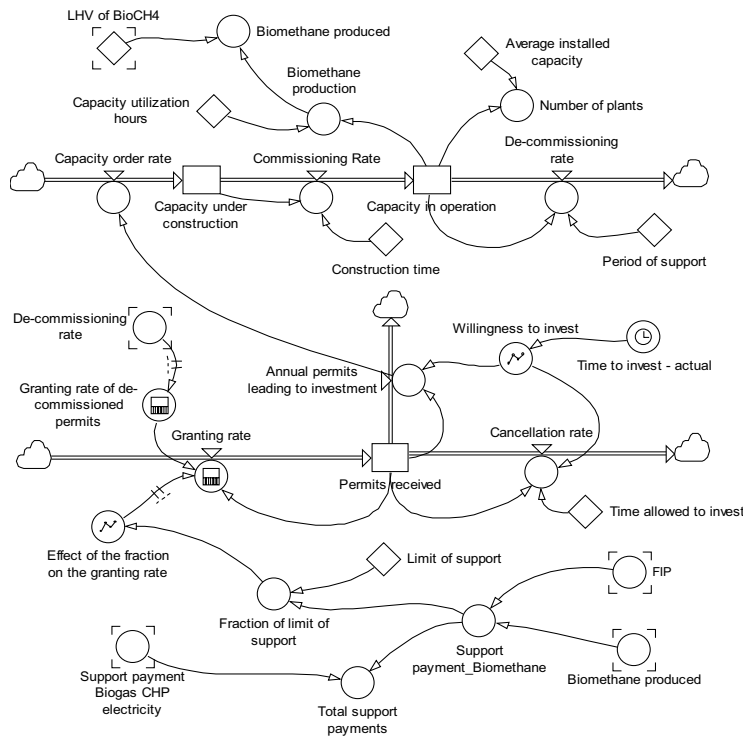 LHV of BioCH4
Biomethane produced
Average installed
capacity
Biomethane
production
Capacity utilization
hours
Number of plants
De-commissioning
rate
Capacity order rate
Commissioning Rate
Capacity under
construction
Capacity in operation
Construction time
Period of support
De-commissioning
rate
Willingness to invest
Time to invest - actual
Annual permits
leading to investment
Granting rate of de-
commissioned
permits
Granting rate
Cancellation rate
Permits received
Time allowed to invest
Effect of the fraction
on the granting rate
Limit of support
FIP
Fraction of limit of
support
Support
payment_Biomethane
Support payment
Biogas CHP
electricity
Biomethane produced
Total support
payments